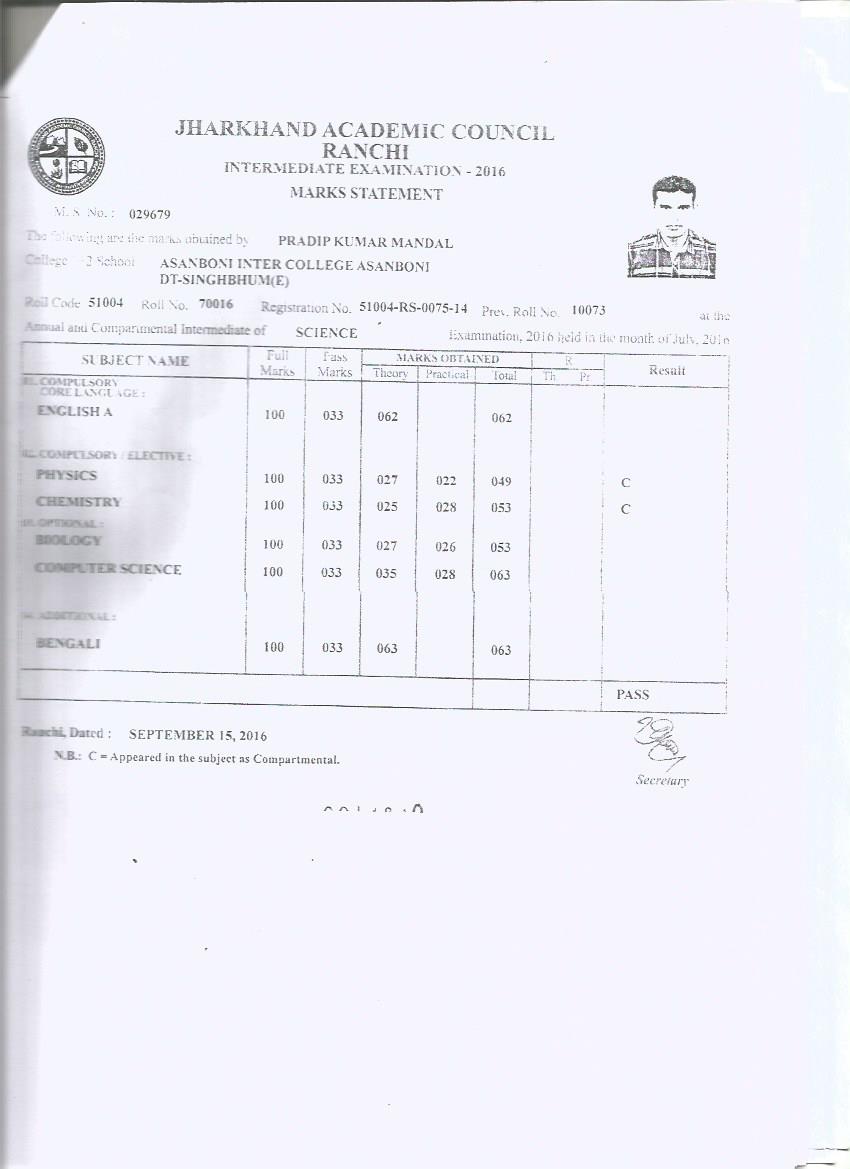 JHARKHAND ACADEMIC COUNCIL
RANCHI
INTERMEDIATE EXAMINATION - 2016
MARKS STATEMENT
M. S. No. : 029679
The following are the marks obtained by PRADIP KUMAR MANDAL
College +2 School ASANBONI INTER COLLEGE ASANBONI
DT-SINGHBHUM(E)
Roll Code 51004 Roll No. 70016 Registration No. 51004-RS-0075-14 Prev. Roll No. 10073 at the
Annual and Compartmental Intermediate of SCIENCE Examination, 2016 held in the month of July, 2016
SUBJECT NAME Full Marks Pass Marks MARKS OBTAINED R Result
Theory Practical Total Th Pr
COMPULSORY
CORE LANGUAGE :
ENGLISH A 100 033 062 062
COMPULSORY / ELECTIVE :
PHYSICS 100 033 027 022 049 C
CHEMISTRY 100 033 025 028 053 C
OPTIONAL :
BIOLOGY 100 033 027 026 053
COMPUTER SCIENCE 100 033 035 028 063
ADDITIONAL :
BENGALI 100 033 063 063
PASS
Ranchi, Dated : SEPTEMBER 15, 2016
N.B.: C = Appeared in the subject as Compartmental.
Secretary